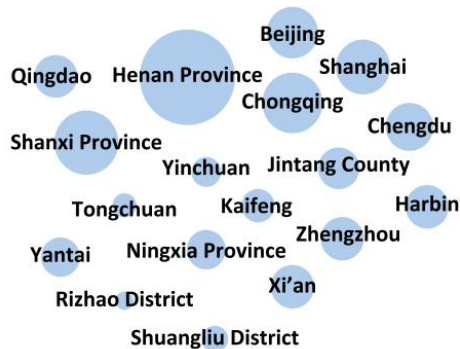 Beijing
Qingdao
Henan Province
Shanghai
Chongqing
Chengdu
Shanxi Province
Yinchuan
Jintang County
Tongchuan
Kaifeng
Harbin
Zhengzhou
Yantai
Ningxia Province
Xi’an
Rizhao District
Shuangliu District